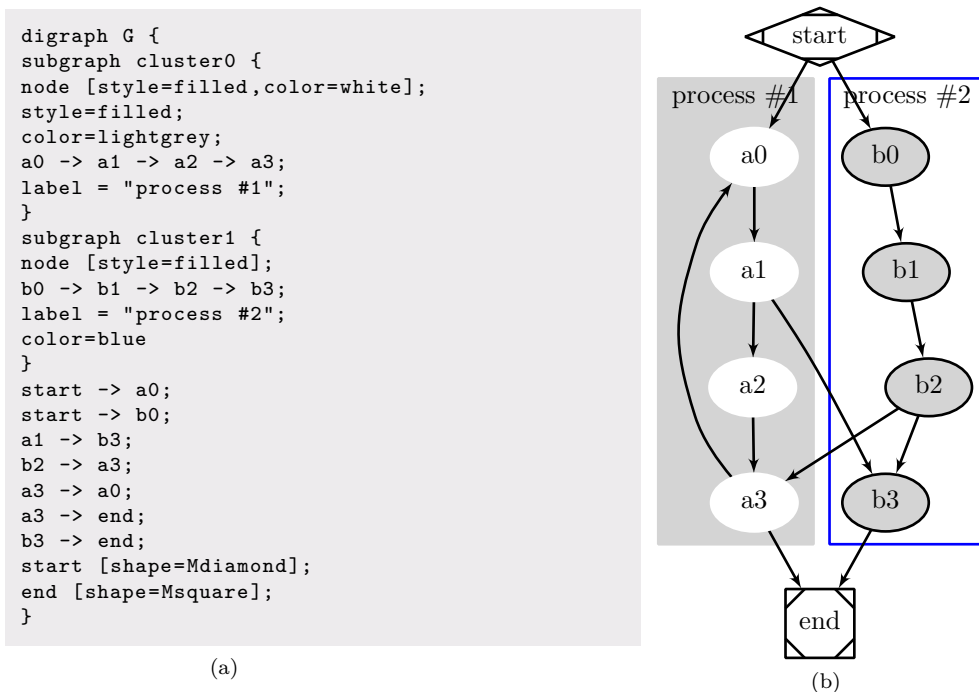 digraph G {
subgraph cluster0 {
node [style=filled,color=white];
style=filled;
color=lightgrey;
a0 -> a1 -> a2 -> a3;
label = "process #1";
}
subgraph cluster1 {
node [style=filled];
b0 -> b1 -> b2 -> b3;
label = "process #2";
color=blue
}
start -> a0;
start -> b0;
a1 -> b3;
b2 -> a3;
a3 -> a0;
a3 -> end;
b3 -> end;
start [shape=Mdiamond];
end [shape=Msquare];
}
(a)
start
process #1
process #2
a0
b0
a1
b1
a2
b2
a3
b3
end
(b)